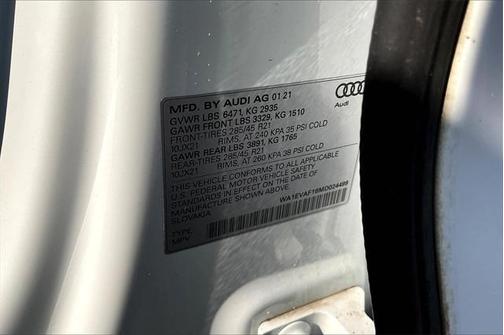 MFD. BY AUDI AG 01.21
GVWR LBS 6471, KG 2935
GAWR FRONT LBS 3329, KG 1510
FRONT-TIRES 285/45 R21
10JX21 RIMS, AT 240 KPA 35 PSI COLD
GAWR REAR LBS 3891, KG 1765
REAR-TIRES 285/45 R21
10JX21 RIMS, AT 260 KPA 38 PSI COLD
THIS VEHICLE CONFORMS TO ALL APPLICABLE
U.S. FEDERAL MOTOR VEHICLE SAFETY
STANDARDS IN EFFECT ON THE DATE OF
MANUFACTURE SHOWN ABOVE.
SLOVAKIA
WA1EVAF18MD024499
TYPE:
MPV
Audi